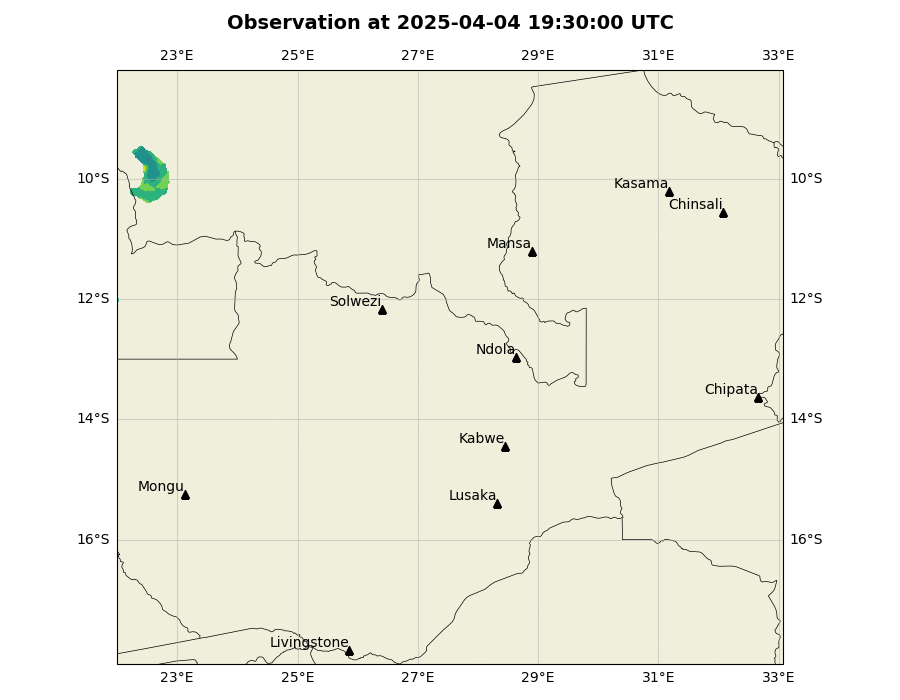 Observation at 2025-04-04 19:30:00 UTC
23°E 25°E 27°E 29°E 31°E 33°E
10°S 10°S
Kasama
Chinsali
Mansa
12°S 12°S
Solwezi
Ndola
Chipata
14°S 14°S
Kabwe
Mongu
Lusaka
16°S 16°S
Livingstone
23°E 25°E 27°E 29°E 31°E 33°E